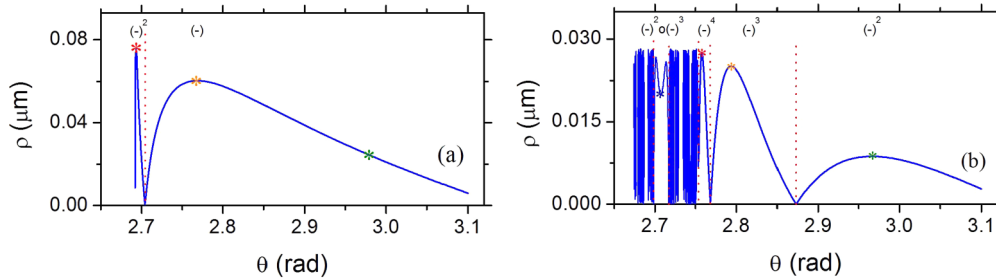 (-)² (-)
0.08
0.04
0.00
ρ (μm)
(a)
2.7 2.8 2.9 3.0 3.1
θ (rad)
(-)² o(-)³ (-)⁴ (-)³ (-)²
0.030
0.015
0.000
ρ (μm)
(b)
2.7 2.8 2.9 3.0 3.1
θ (rad)